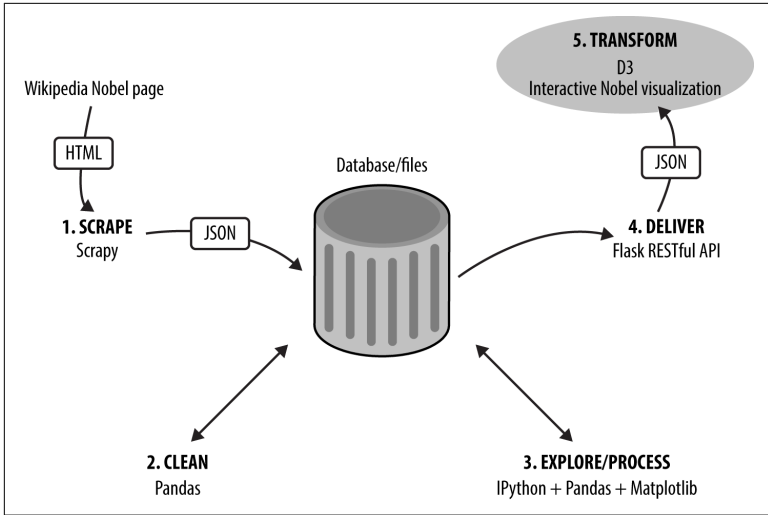 Wikipedia Nobel page
HTML
1. SCRAPE
Scrapy
JSON
Database/files
2. CLEAN
Pandas
3. EXPLORE/PROCESS
IPython + Pandas + Matplotlib
4. DELIVER
Flask RESTful API
JSON
5. TRANSFORM
D3
Interactive Nobel visualization